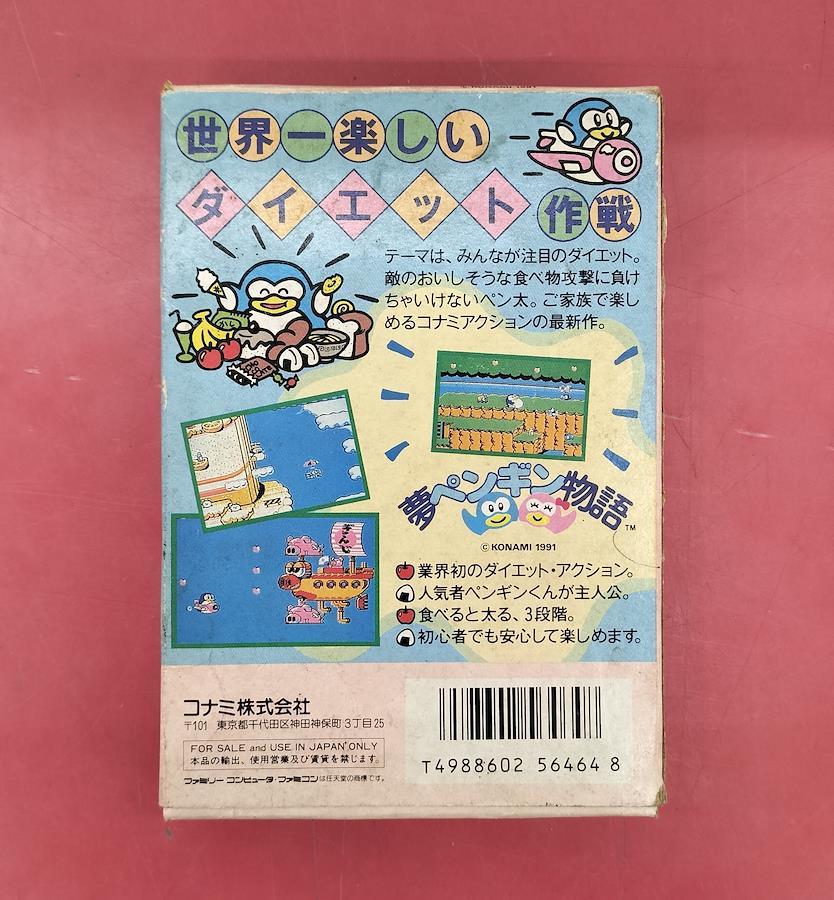 世界一楽しい
ダイエット作戦
テーマは、みんなが注目のダイエット。
敵のおいしそうな食べ物攻撃に負け
ちゃいけないペン太。ご家族で楽し
めるコナミアクションの最新作。
夢ペンギン物語™
© KONAMI 1991
業界初のダイエット・アクション。
人気者ペンギンくんが主人公。
食べると太る、3段階。
初心者でも安心して楽しめます。
コナミ株式会社
〒101 東京都千代田区神田神保町3丁目25
FOR SALE and USE IN JAPAN ONLY
本品の輸出、使用営業及び賃貸を禁じます。
ファミリーコンピュータ・ファミコンは任天堂の商標です。
T4988602 56464 8